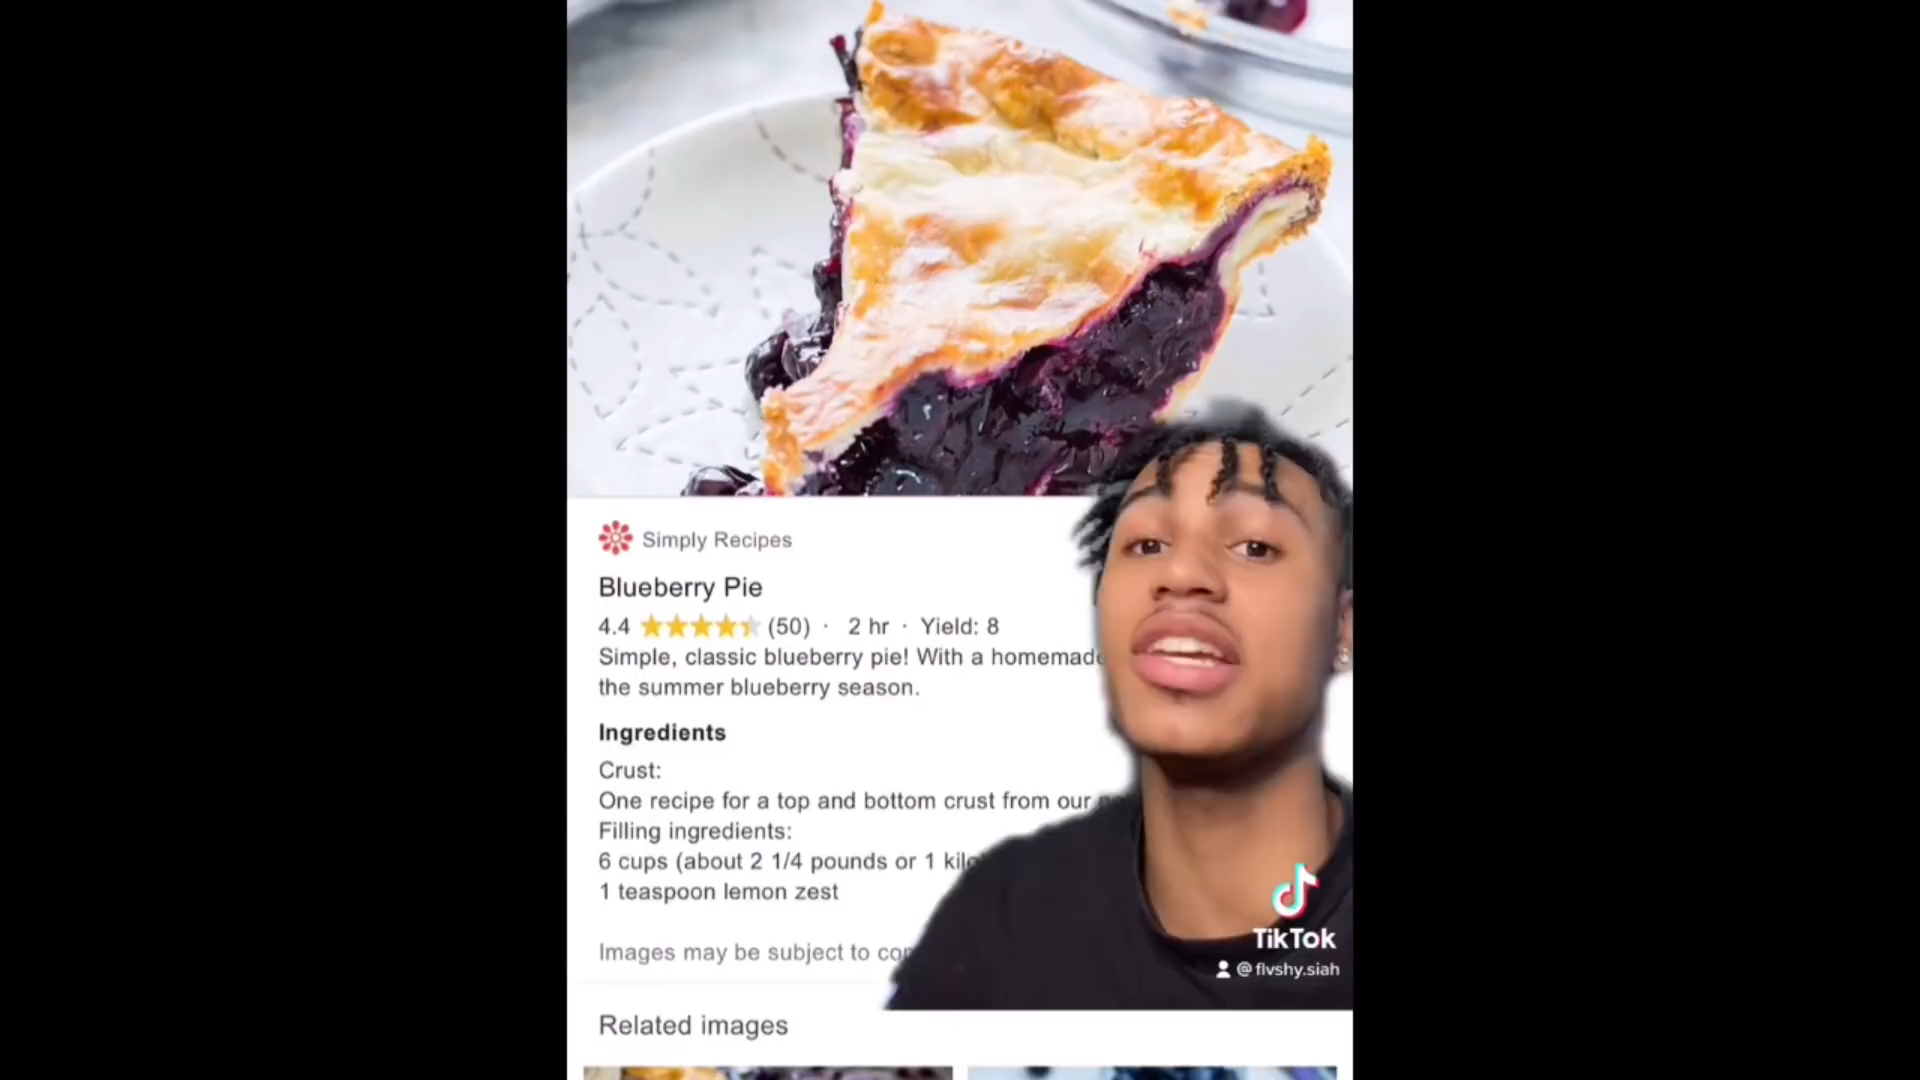 Simply Recipes
Blueberry Pie
4.4 (50) · 2 hr · Yield: 8
Simple, classic blueberry pie! With a homemade
the summer blueberry season.
Ingredients
Crust:
One recipe for a top and bottom crust from our
Filling ingredients:
6 cups (about 2 1/4 pounds or 1
1 teaspoon lemon zest
Images may be subject to
Related images
TikTok
@flvshy.siah